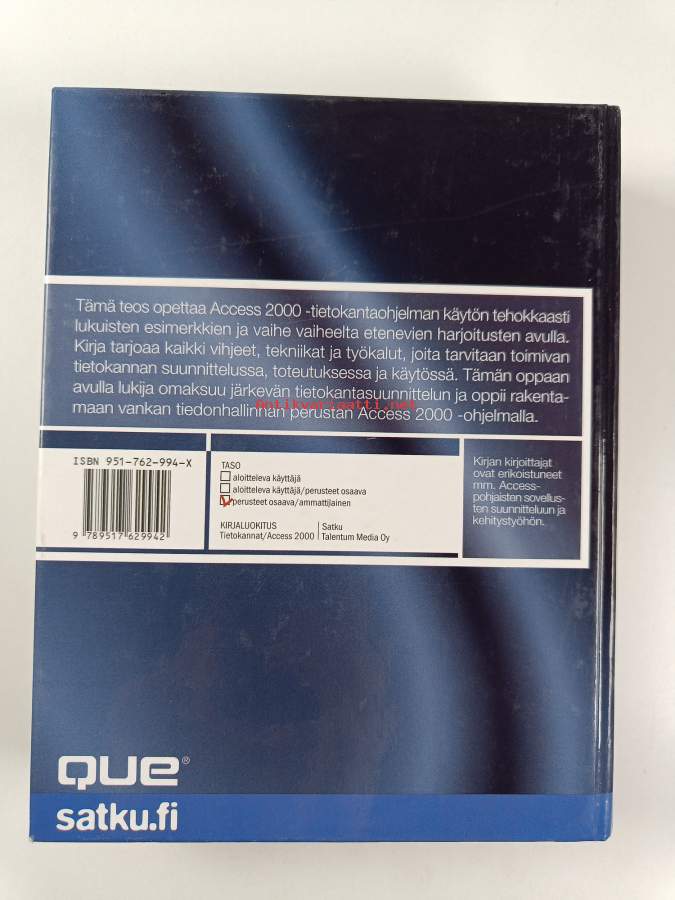 Tämä teos opettaa Access 2000 -tietokantaohjelman käytön tehokkaasti
lukuisten esimerkkien ja vaihe vaiheelta etenevien harjoitusten avulla.
Kirja tarjoaa kaikki vihjeet, tekniikat ja työkalut, joita tarvitaan toimivan
tietokannan suunnittelussa, toteutuksessa ja käytössä. Tämän oppaan
avulla lukija omaksuu järkevän tietokantasuunnittelun ja oppii rakenta-
Antikvariaatti.net
maan vankan tiedonhallinnan perustan Access 2000 -ohjelmalla.
ISBN 951-762-994-X
9 789517 629942
TASO
aloitteleva käyttäjä
aloitteleva käyttäjä/perusteet osaava
perusteet osaava/ammattijainen
KIRJALUOKITUS
Tietokannat/Access 2000
Satku
Talentum Media Oy
Kirjan kirjoittajat
ovat erikoistuneet
mm. Access-
pohjaisten sovellus-
ten suunnitteluun ja
kehitystyöhön.
que®
satku.fi